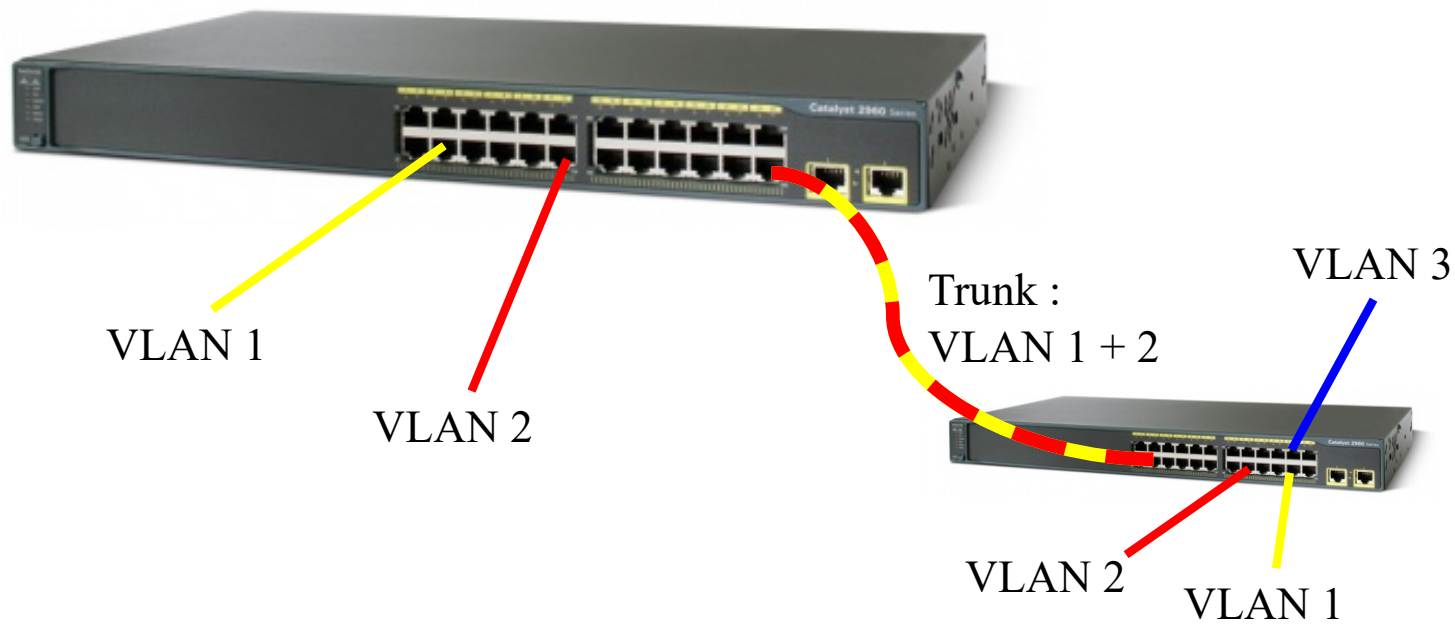 Catalyst 2960 Series
VLAN 1
VLAN 2
Trunk :
VLAN 1 + 2
VLAN 3
Catalyst 2960 Series
VLAN 2
VLAN 1